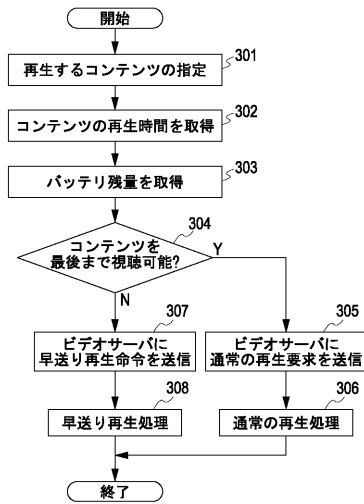 開始
再生するコンテンツの指定
301
コンテンツの再生時間を取得
302
バッテリ残量を取得
303
コンテンツを
最後まで視聴可能?
304
Y
N
ビデオサーバに
早送り再生命令を送信
307
ビデオサーバに
通常の再生要求を送信
305
早送り再生処理
308
通常の再生処理
306
終了